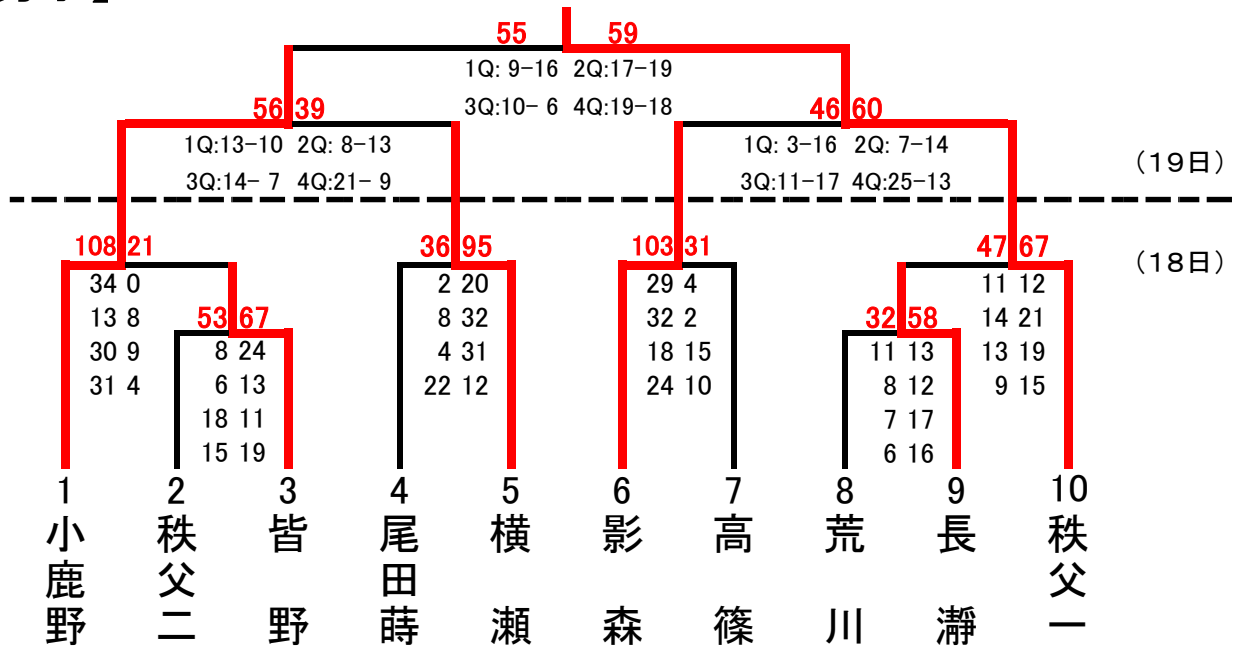 55 59
1Q: 9-16 2Q:17-19
3Q:10- 6 4Q:19-18
56 39
1Q:13-10 2Q: 8-13
3Q:14- 7 4Q:21- 9
46 60
1Q: 3-16 2Q: 7-14
3Q:11-17 4Q:25-13
(19日)
(18日)
108 21
34 0
13 8
30 9
31 4
53 67
8 24
6 13
18 11
15 19
36 95
2 20
8 32
4 31
22 12
103 31
29 4
32 2
18 15
24 10
32 58
11 13
8 12
7 17
6 16
47 67
11 12
14 21
13 19
9 15
1 2 3 4 5 6 7 8 9 10
小鹿野
秩父二
皆野
尾田蒔
横瀬
影森
高篠
荒川
長瀞
秩父一